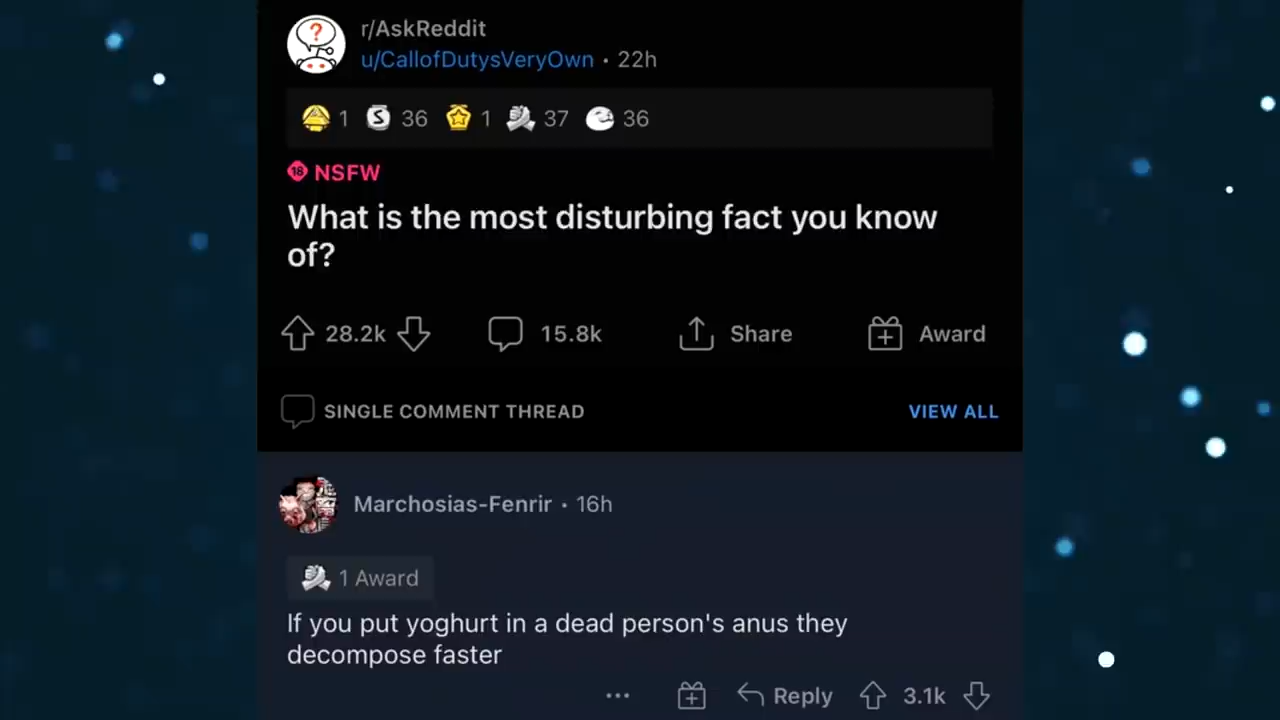 r/AskReddit
u/CallofDutysVeryOwn · 22h
1 36 1 37 36
18 NSFW
What is the most disturbing fact you know
of?
28.2k 15.8k Share Award
SINGLE COMMENT THREAD VIEW ALL
Marchosias-Fenrir · 16h
1 Award
If you put yoghurt in a dead person's anus they
decompose faster
... Reply 3.1k